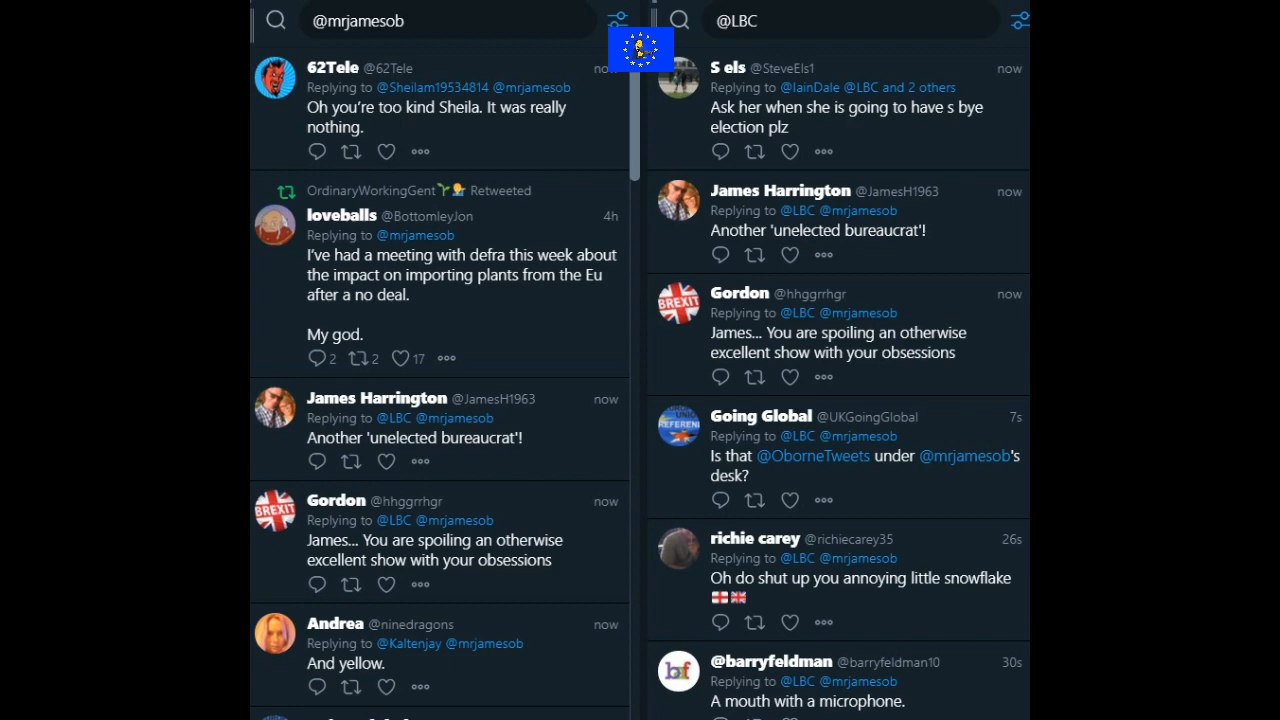 @mrjamesob
62Tele @62Tele now
Replying to @Sheilam19534814 @mrjamesob
Oh you're too kind Sheila. It was really
nothing.
OrdinaryWorkingGent Retweeted
loveballs @BottomleyJon 4h
Replying to @mrjamesob
I've had a meeting with defra this week about
the impact on importing plants from the Eu
after a no deal.
My god.
2 2 17
James Harrington @JamesH1963 now
Replying to @LBC @mrjamesob
Another 'unelected bureaucrat'!
BREXIT
Gordon @hhggrrhgr now
Replying to @LBC @mrjamesob
James... You are spoiling an otherwise
excellent show with your obsessions
Andrea @ninedragons now
Replying to @Kaltenjay @mrjamesob
And yellow.
@LBC
S els @SteveEls1 now
Replying to @IainDale @LBC and 2 others
Ask her when she is going to have s bye
election plz
James Harrington @JamesH1963 now
Replying to @LBC @mrjamesob
Another 'unelected bureaucrat'!
BREXIT
Gordon @hhggrrhgr now
Replying to @LBC @mrjamesob
James... You are spoiling an otherwise
excellent show with your obsessions
Going Global @UKGoingGlobal 7s
Replying to @LBC @mrjamesob
Is that @OborneTweets under @mrjamesob's
desk?
richie carey @richiecarey35 26s
Replying to @LBC @mrjamesob
Oh do shut up you annoying little snowflake
@barryfeldman @barryfeldman10 30s
Replying to @LBC @mrjamesob
A mouth with a microphone.